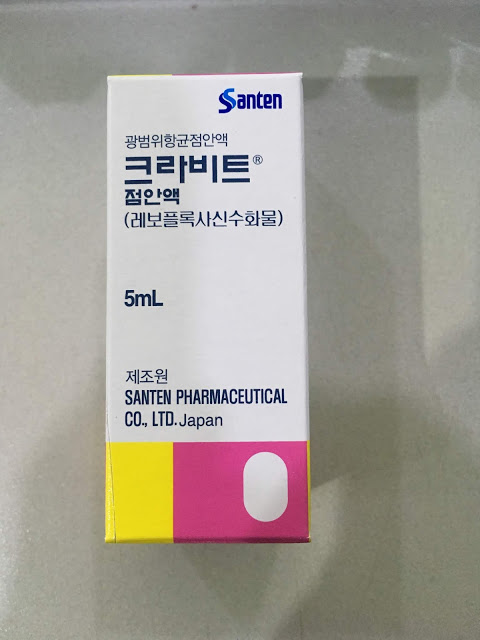 Santen
광범위항균점안액
크라비트®
점안액
(레보플록사신수화물)
5mL
제조원
SANTEN PHARMACEUTICAL
CO., LTD. Japan